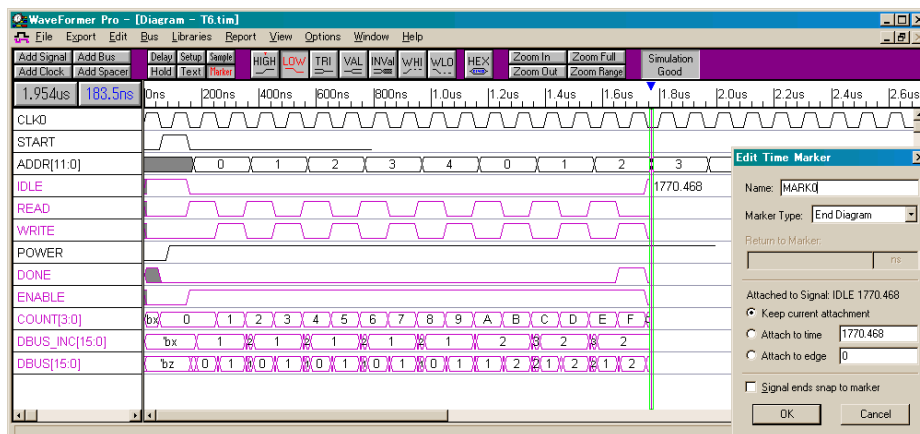 WaveFormer Pro - [Diagram - T6.tim]
File Export Edit Bus Libraries Report View Options Window Help
Add Signal Add Bus Delay Setup Sample HIGH LOW TRI VAL INVal WHI WLO HEX Zoom In Zoom Full Simulation
Add Clock Add Spacer Hold Text Marker Zoom Out Zoom Range Good
1.954us 183.5ns 0ns 200ns 400ns 600ns 800ns 1.0us 1.2us 1.4us 1.6us 1.8us 2.0us 2.2us 2.4us 2.6us
CLK0
START
ADDR[11:0] 0 1 2 3 4 0 1 2 3
IDLE 1770.468
READ
WRITE
POWER
DONE
ENABLE
COUNT[3:0] 'bx 0 1 2 3 4 5 6 7 8 9 A B C D E F
DBUS_INC[15:0] 'bx 1 2 1 2 1 2 1 1 2 3 2 2
DBUS[15:0] 'bz 0 1 0 1 0 1 0 1 0 1 1 2 2 1 2 1 2
Edit Time Marker
Name: MARK0
Marker Type: End Diagram
Return to Marker:
ns
Attached to Signal: IDLE 1770.468
Keep current attachment
Attach to time 1770.468
Attach to edge 0
Signal ends snap to marker
OK Cancel